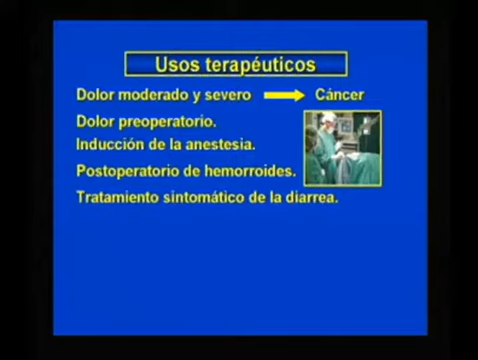 Usos terapéuticos
Dolor moderado y severo Cáncer
Dolor preoperatorio.
Inducción de la anestesia.
Postoperatorio de hemorroides.
Tratamiento sintomático de la diarrea.